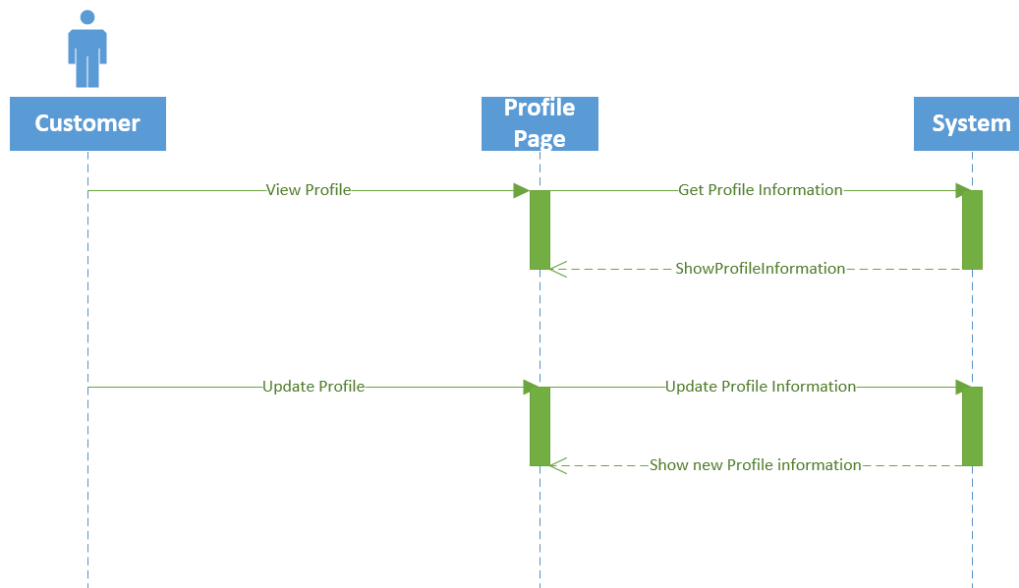 Customer
Profile
Page
System
View Profile
Get Profile Information
ShowProfileInformation
Update Profile
Update Profile Information
Show new Profile information